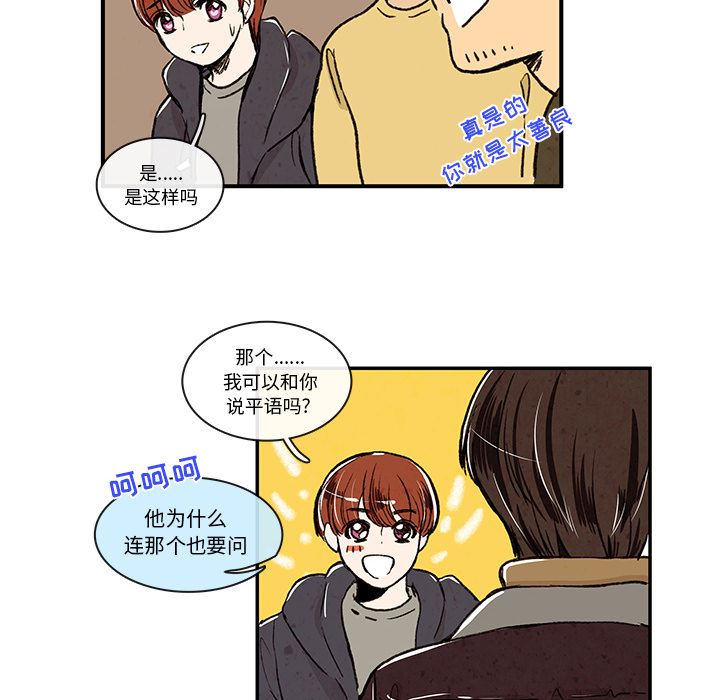 真是的
你就是太善良
是.....
是这样吗
那个......
我可以和你
说平语吗?
呵.呵.呵
他为什么
连那个也要问